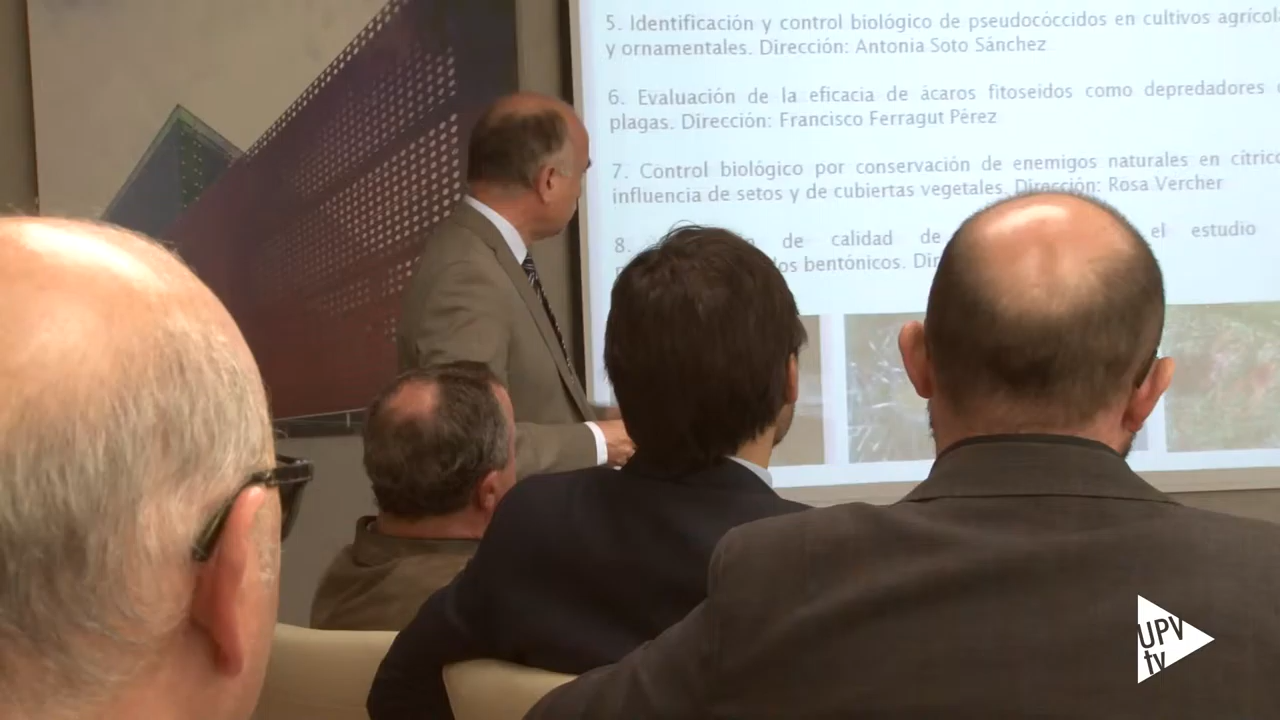 5. Identificación y control biológico de pseudocóccidos en cultivos
y ornamentales. Dirección: Antonia Soto Sánchez
6. Evaluación de la eficacia de ácaros fitoseidos como depredadores
plagas. Dirección: Francisco Ferragut Pérez
7. Control biológico por conservación de enemigos naturales en
influencia de setos y de cubiertas vegetales. Dirección: Rosa Vercher
8. de calidad de el estudio
bentónicos.
UPV
tv